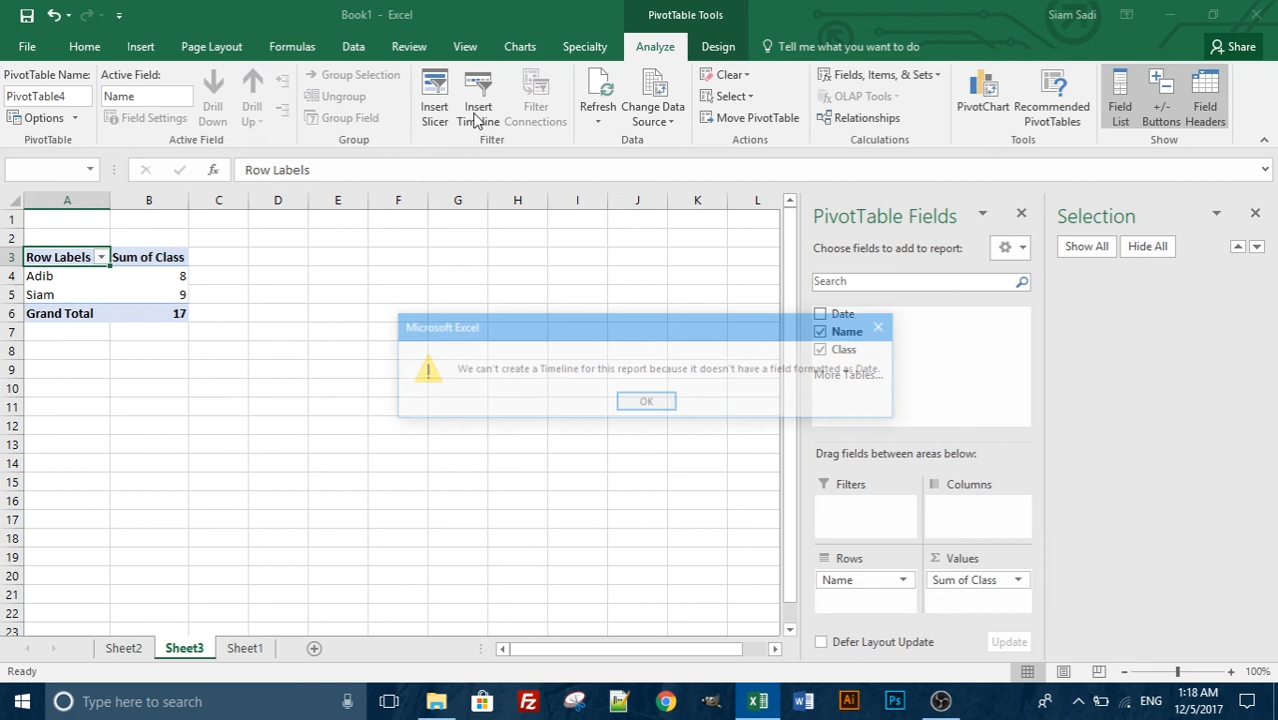 Book1 - Excel
PivotTable Tools
Siam Sadi
File
Home
Insert
Page Layout
Formulas
Data
Review
View
Charts
Specialty
Analyze
Design
Tell me what you want to do
Share
PivotTable Name:
PivotTable4
Options
PivotTable
Active Field:
Name
Field Settings
Drill Down
Drill Up
Active Field
Group Selection
Ungroup
Group Field
Group
Insert Slicer
Insert Timeline
Filter Connections
Filter
Refresh
Change Data Source
Data
Clear
Select
Move PivotTable
Actions
Fields, Items, & Sets
OLAP Tools
Relationships
Calculations
PivotChart
Recommended PivotTables
Tools
Field List
+/- Buttons
Field Headers
Show
fx
Row Labels
A B C D E F G H I J K L
1
2
3 Row Labels Sum of Class
4 Adib 8
5 Siam 9
6 Grand Total 17
7
8
9
10
11
12
13
14
15
16
17
18
19
20
21
22
23
Microsoft Excel
We can't create a Timeline for this report because it doesn't have a field formatted as Date.
OK
PivotTable Fields
Choose fields to add to report:
Search
Date
Name
Class
More Tables...
Drag fields between areas below:
Filters
Columns
Rows
Values
Name
Sum of Class
Defer Layout Update
Update
Selection
Show All
Hide All
Sheet2
Sheet3
Sheet1
Ready
100%
Type here to search
ENG
1:18 AM
12/5/2017